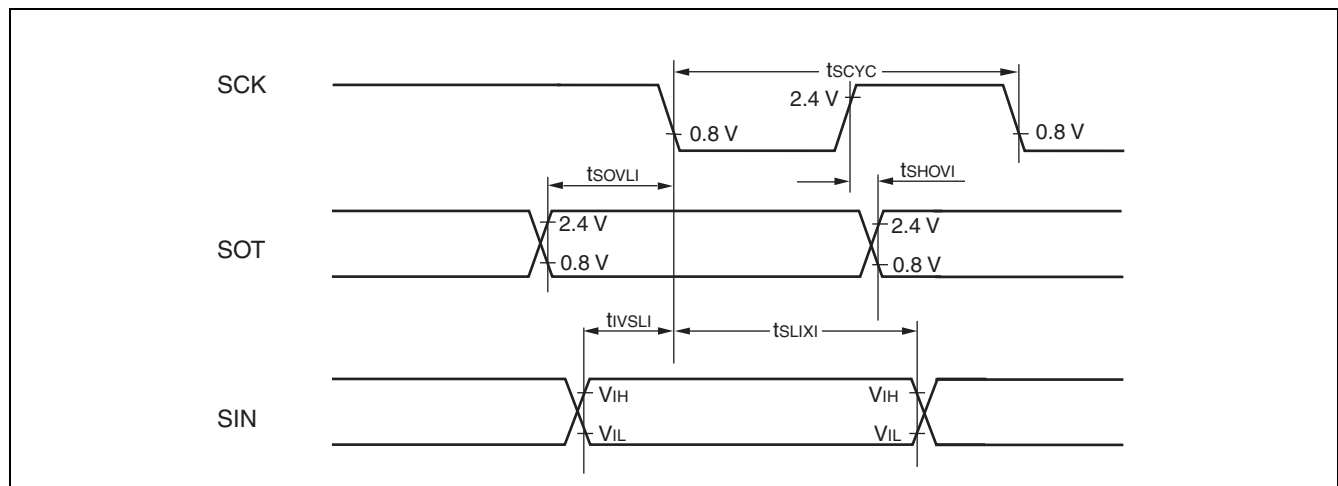 tSCYC
SCK
2.4 V
0.8 V
0.8 V
tSOVLI
tSHOVI
2.4 V
2.4 V
SOT
0.8 V
0.8 V
tIVSLI
tSLIXI
VIH
VIH
SIN
VIL
VIL